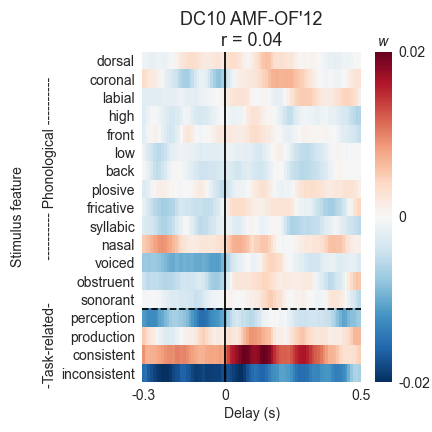 DC10 AMF-OF'12
r = 0.04
w
dorsal
coronal
labial
high
front
low
back
plosive
fricative
syllabic
nasal
voiced
obstruent
sonorant
perception
production
consistent
inconsistent
Stimulus feature
-Task-related- ---------- Phonological ----------
0.02
0
-0.02
-0.3 0 0.5
Delay (s)